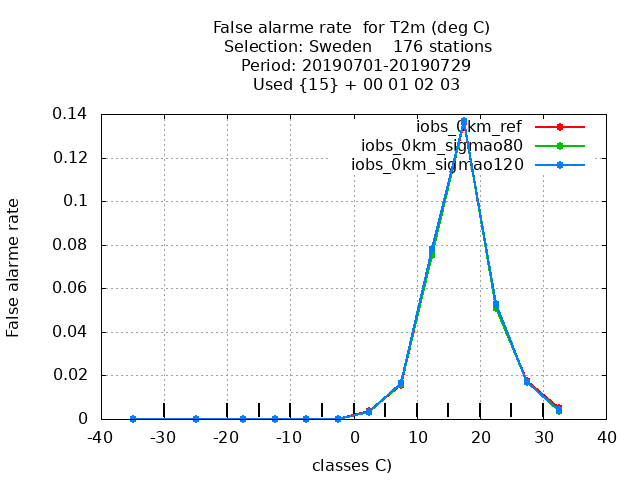 False alarme rate  for T2m (deg C)
Selection: Sweden    176 stations
Period: 20190701-20190729
Used {15} + 00 01 02 03
iobs_0km_ref
iobs_0km_sigmao80
iobs_0km_sigmao120
False alarme rate
0.14
0.12
0.1
0.08
0.06
0.04
0.02
0
-40 -30 -20 -10 0 10 20 30 40
classes C)